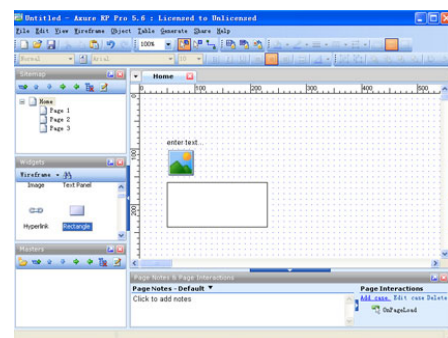 Untitled - Axure RP Pro 5.6 : Licensed to Unlicensed
File Edit View Wireframe Object Table Generate Share Help
100%
Normal Arial 10
Sitemap
Home
Page 1
Page 2
Page 3
Widgets
Wireframe
Image Text Panel
Hyperlink Rectangle
Masters
Home
0 100 200 300 400 500
0
100
200
enter text...
Page Notes & Page Interactions
Page Notes - Default
Click to add notes
Page Interactions
Add case Edit case Delete
OnPageLoad